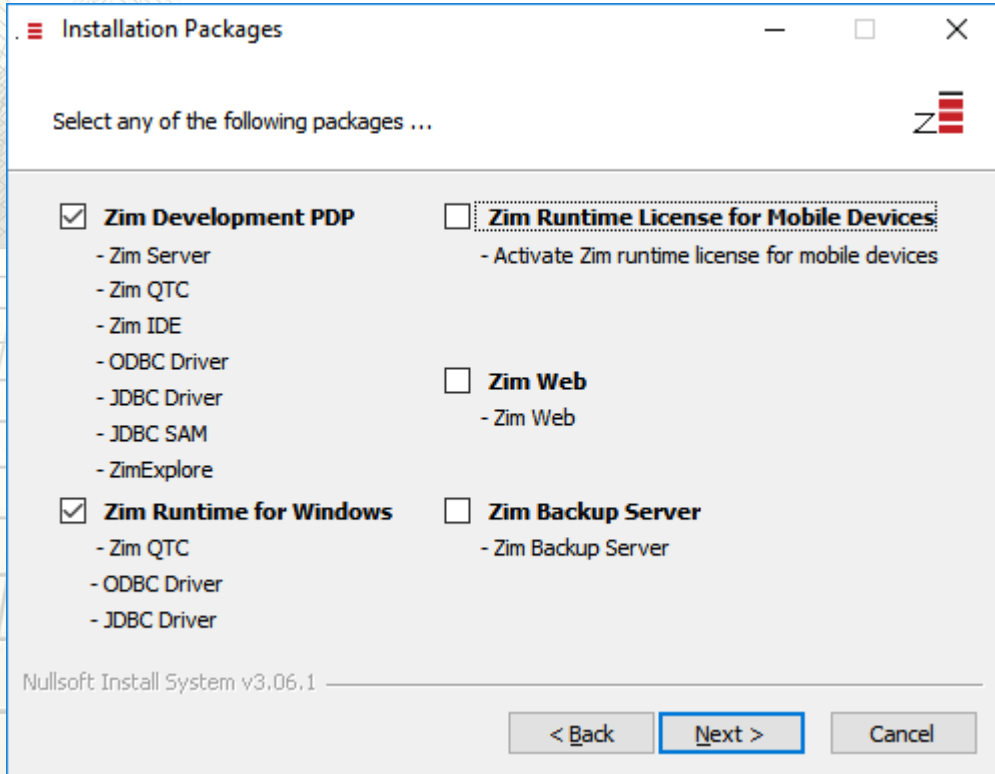 Installation Packages
Select any of the following packages ...
Zim Development PDP
- Zim Server
- Zim QTC
- Zim IDE
- ODBC Driver
- JDBC Driver
- JDBC SAM
- ZimExplore
Zim Runtime for Windows
- Zim QTC
- ODBC Driver
- JDBC Driver
Zim Runtime License for Mobile Devices
- Activate Zim runtime license for mobile devices
Zim Web
- Zim Web
Zim Backup Server
- Zim Backup Server
Nullsoft Install System v3.06.1
< Back
Next >
Cancel